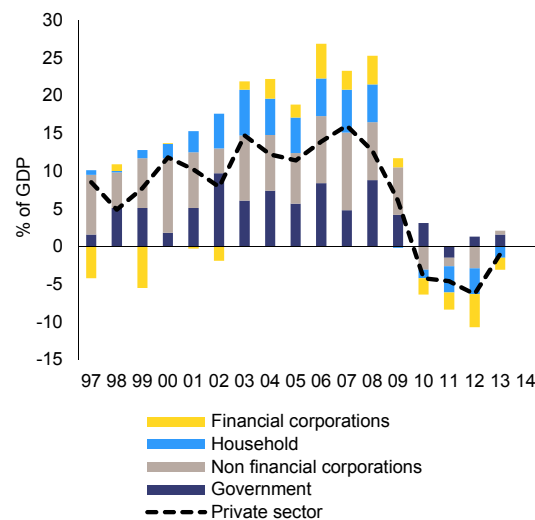 30
25
20
15
10
5
0
-5
-10
-15
% of GDP
97 98 99 00 01 02 03 04 05 06 07 08 09 10 11 12 13 14
Financial corporations
Household
Non financial corporations
Government
Private sector